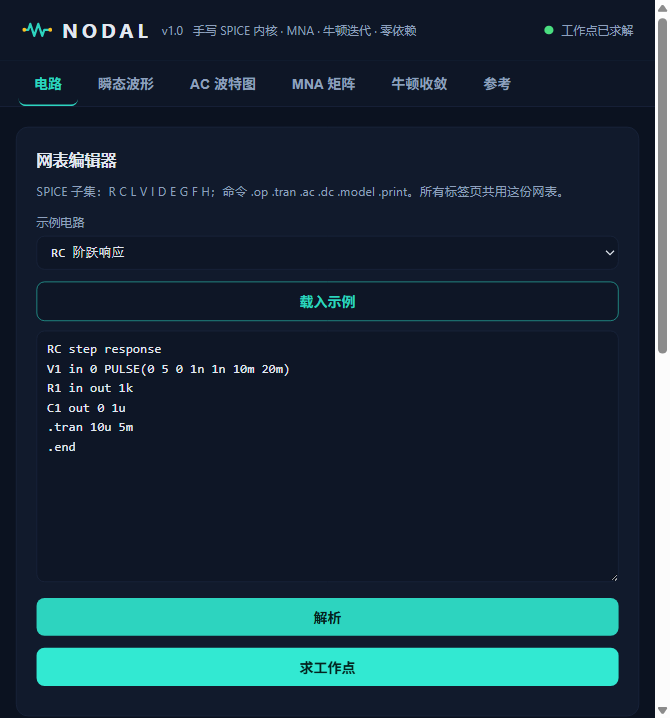 NODAL v1.0 手写 SPICE 内核 · MNA · 牛顿迭代 · 零依赖 工作点已求解
电路 瞬态波形 AC 波特图 MNA 矩阵 牛顿收敛 参考
网表编辑器
SPICE 子集：R C L V I D E G F H；命令 .op .tran .ac .dc .model .print。所有标签页共用这份网表。
示例电路
RC 阶跃响应
载入示例
RC step response
V1 in 0 PULSE(0 5 0 1n 1n 10m 20m)
R1 in out 1k
C1 out 0 1u
.tran 10u 5m
.end
解析
求工作点